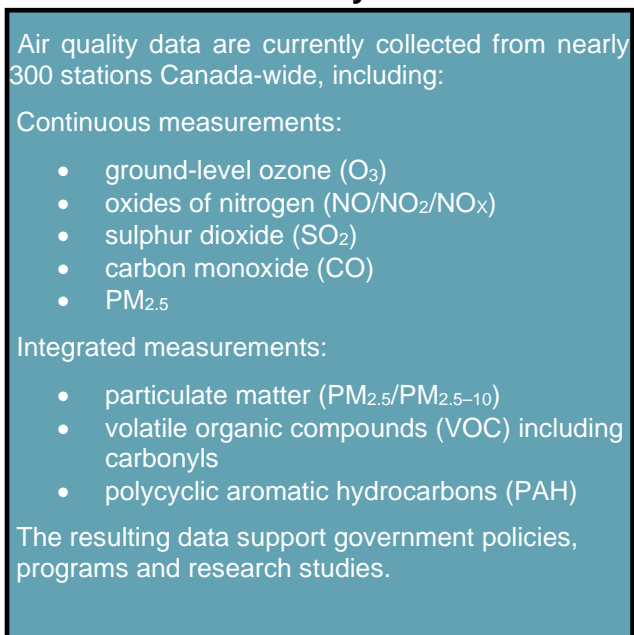 Air quality data are currently collected from nearly
300 stations Canada-wide, including:
Continuous measurements:
• ground-level ozone (O₃)
• oxides of nitrogen (NO/NO₂/NOₓ)
• sulphur dioxide (SO₂)
• carbon monoxide (CO)
• PM₂.₅
Integrated measurements:
• particulate matter (PM₂.₅/PM₂.₅–₁₀)
• volatile organic compounds (VOC) including
carbonyls
• polycyclic aromatic hydrocarbons (PAH)
The resulting data support government policies,
programs and research studies.